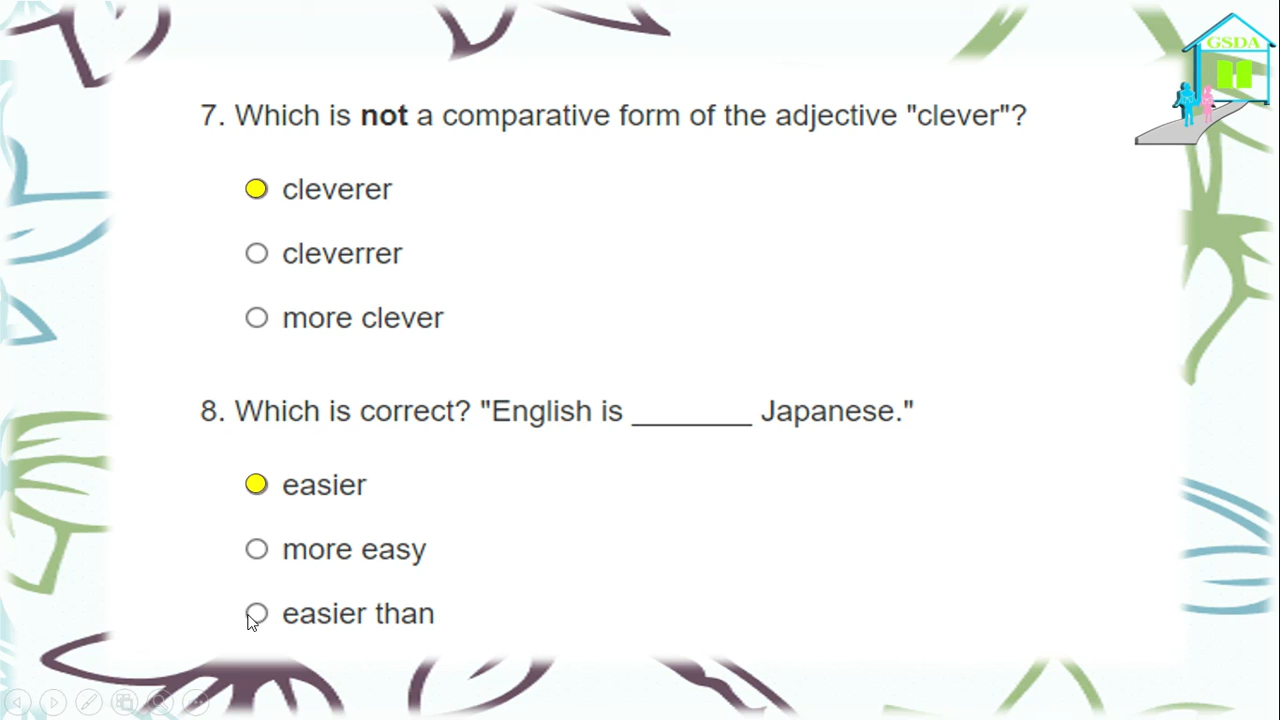 GSDA
7. Which is not a comparative form of the adjective "clever"?
cleverer
cleverrer
more clever
8. Which is correct? "English is ________ Japanese."
easier
more easy
easier than